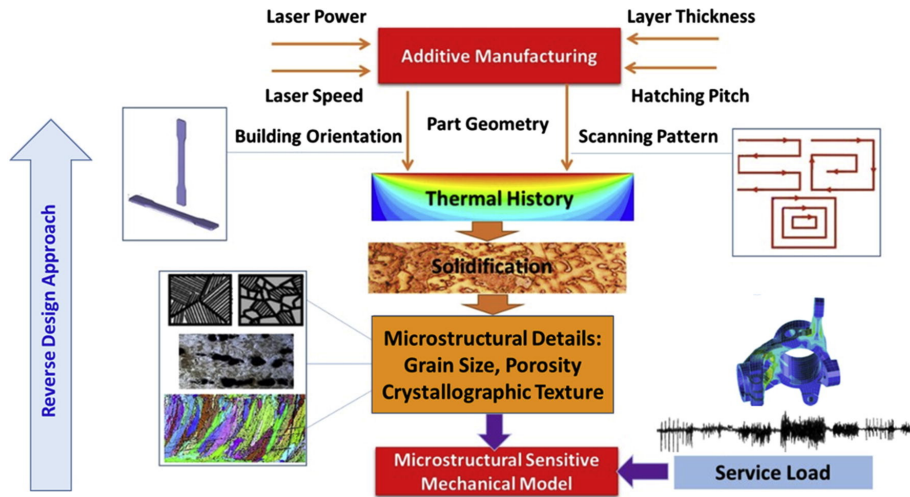 Laser Power
Layer Thickness
Additive Manufacturing
Laser Speed
Hatching Pitch
Building Orientation
Part Geometry
Scanning Pattern
Thermal History
Solidification
Microstructural Details:
Grain Size, Porosity
Crystallographic Texture
Microstructural Sensitive
Mechanical Model
Service Load
Reverse Design Approach